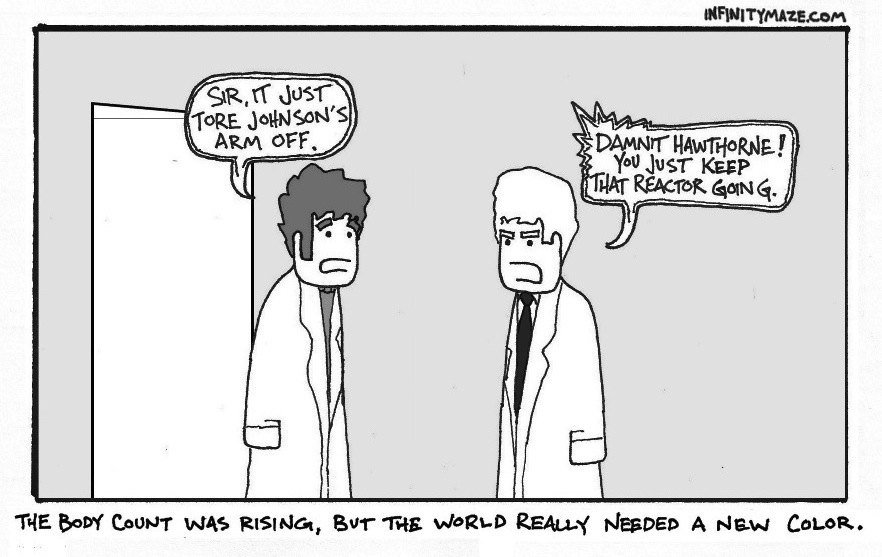 INFINITYMAZE.COM
SIR, IT JUST
TORE JOHNSON'S
ARM OFF.
DAMNIT HAWTHORNE!
YOU JUST KEEP
THAT REACTOR GOING.
THE BODY COUNT WAS RISING, BUT THE WORLD REALLY NEEDED A NEW COLOR.